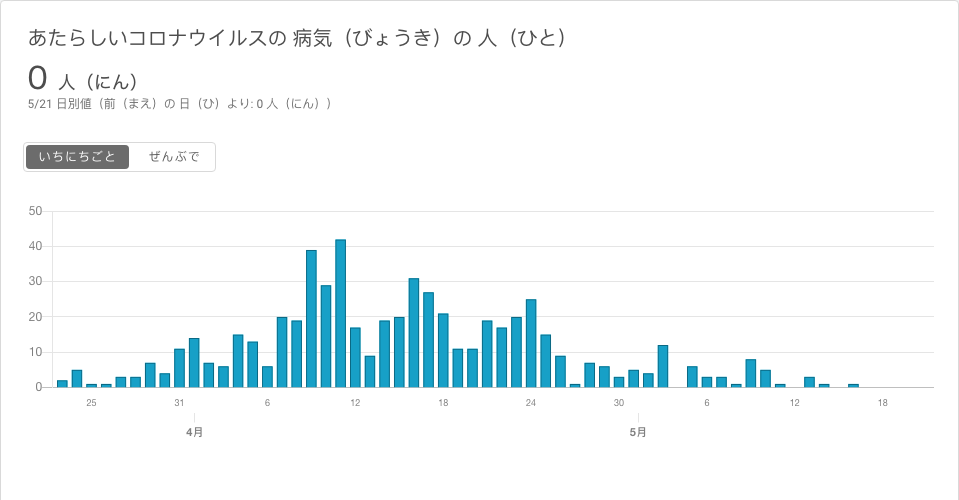 あたらしいコロナウイルスの 病気（びょうき）の 人（ひと）
0 人（にん）
5/21 日別値（前（まえ）の 日（ひ）より: 0 人（にん））
いちにちごと ぜんぶで
50
40
30
20
10
0
25 31 6 12 18 24 30 6 12 18
4月 5月